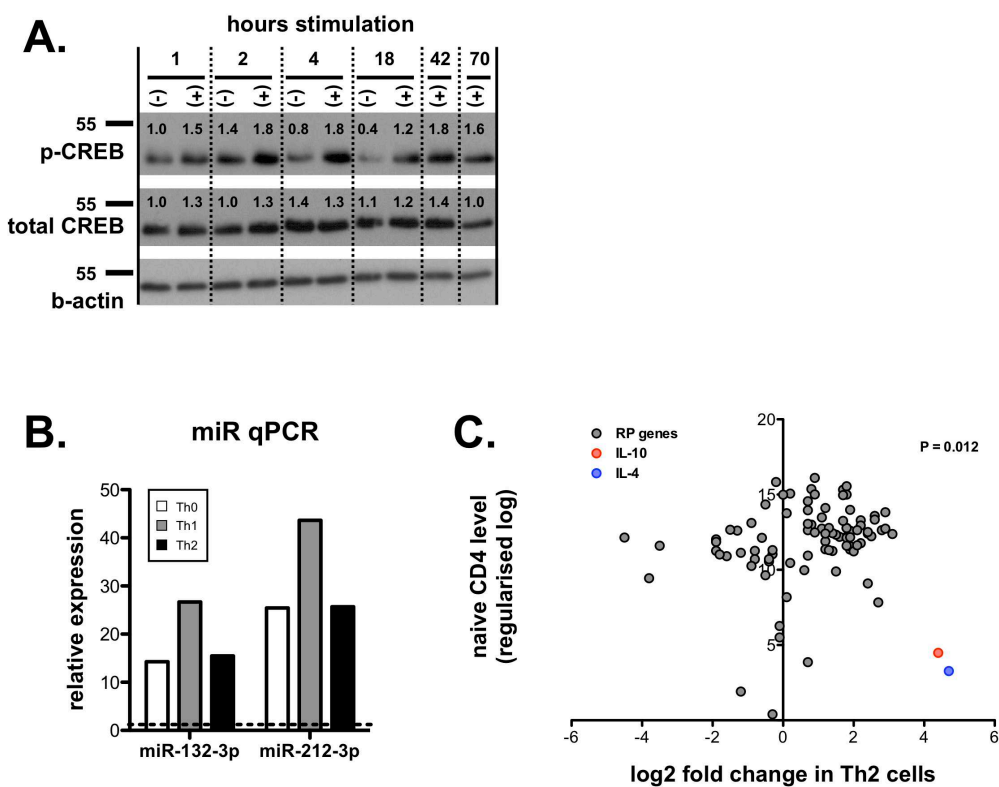 A.
hours stimulation
1 2 4 18 42 70
(-) (+) (-) (+) (-) (+) (-) (+) (+) (+)
55
1.0 1.5 1.4 1.8 0.8 1.8 0.4 1.2 1.8 1.6
p-CREB
55
1.0 1.3 1.0 1.3 1.4 1.3 1.1 1.2 1.4 1.0
total CREB
55
b-actin
B.
miR qPCR
relative expression
50
40
30
20
10
0
Th0
Th1
Th2
miR-132-3p miR-212-3p
C.
RP genes
IL-10
IL-4
P = 0.012
naive CD4 level
(regularised log)
20
15
10
5
-6 -4 -2 0 2 4 6
log2 fold change in Th2 cells